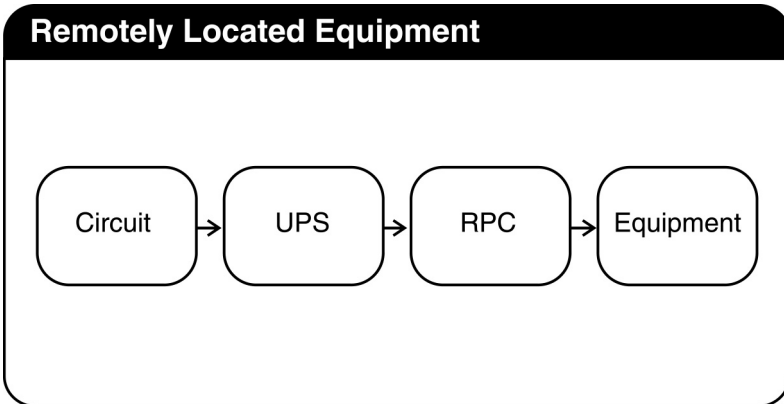 Remotely Located Equipment
Circuit
UPS
RPC
Equipment